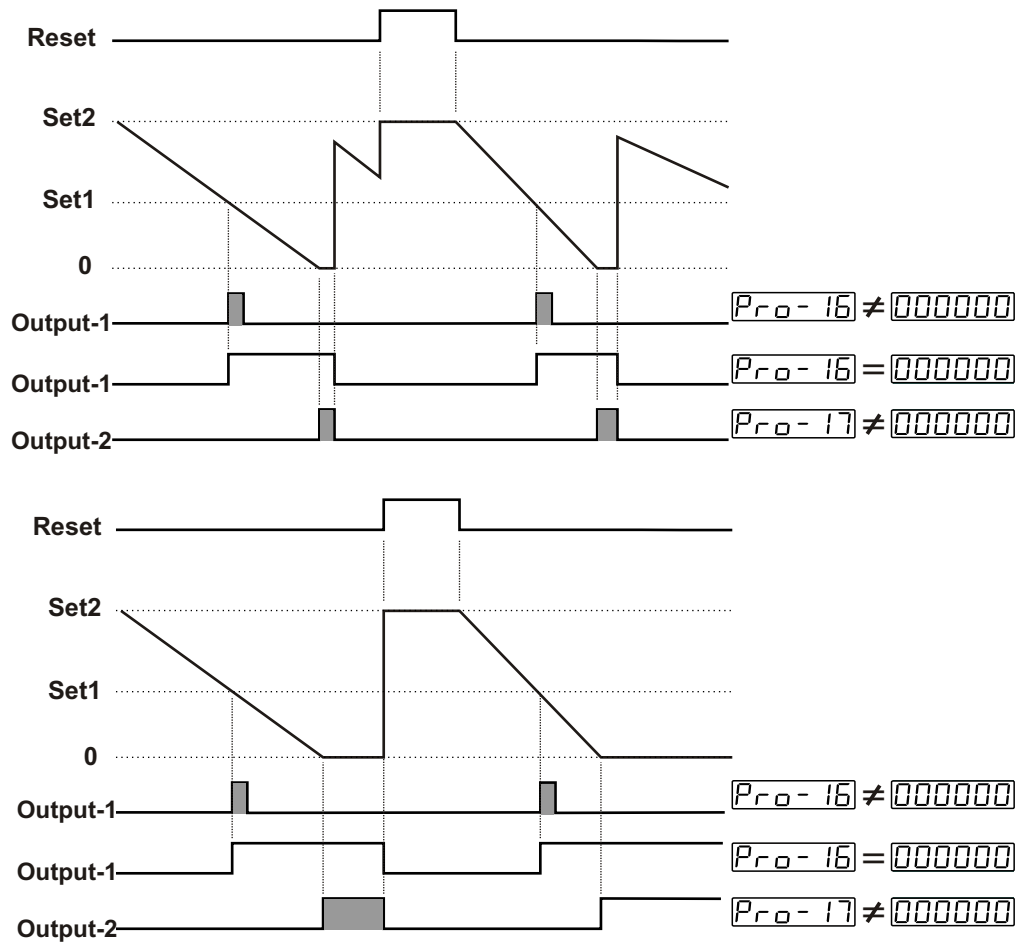 Reset
Set2
Set1
0
Output-1 Pro-16 ≠ 000000
Output-1 Pro-16 = 000000
Output-2 Pro-17 ≠ 000000
Reset
Set2
Set1
0
Output-1 Pro-16 ≠ 000000
Output-1 Pro-16 = 000000
Output-2 Pro-17 ≠ 000000